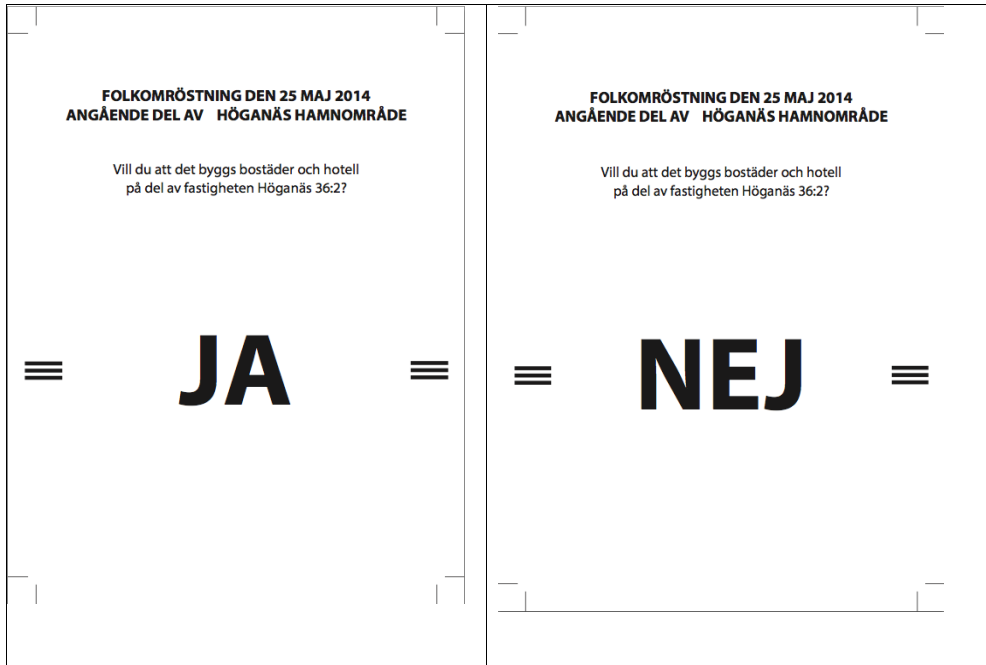 FOLKOMRÖSTNING DEN 25 MAJ 2014
ANGÅENDE DEL AV HÖGANÄS HAMNOMRÅDE
Vill du att det byggs bostäder och hotell
på del av fastigheten Höganäs 36:2?
JA
FOLKOMRÖSTNING DEN 25 MAJ 2014
ANGÅENDE DEL AV HÖGANÄS HAMNOMRÅDE
Vill du att det byggs bostäder och hotell
på del av fastigheten Höganäs 36:2?
NEJ